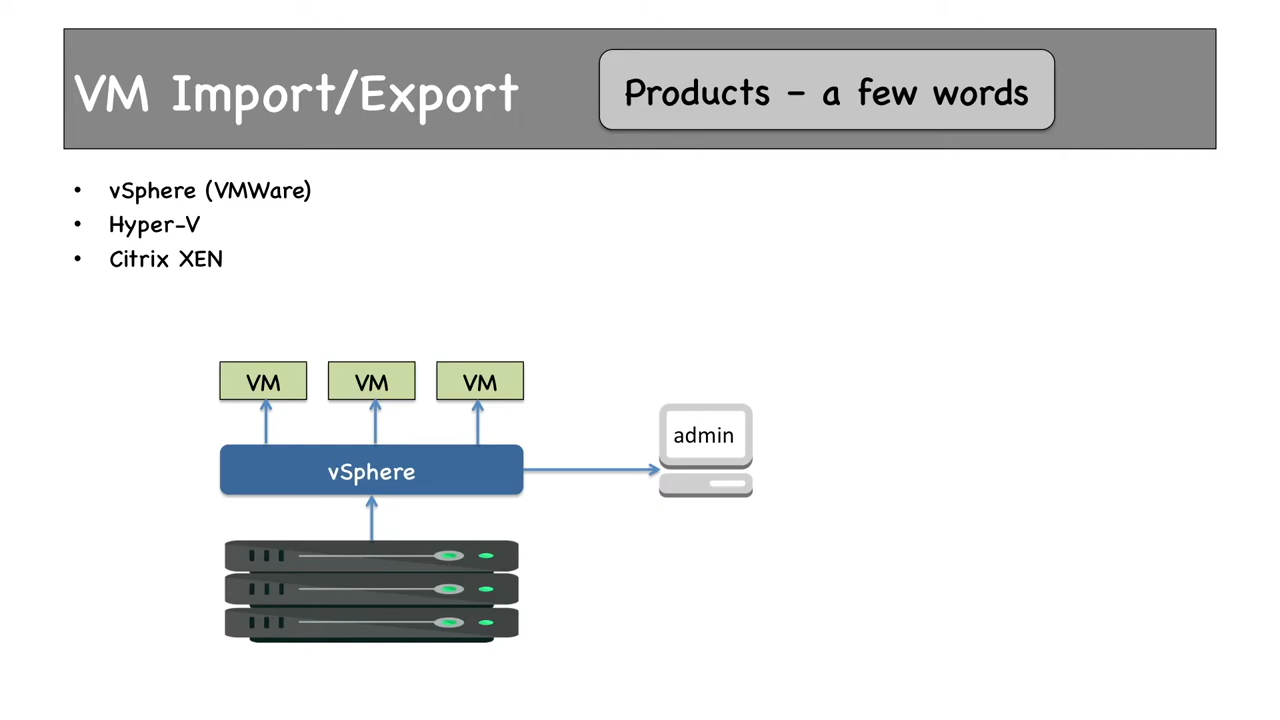 VM Import/Export
Products – a few words
• vSphere (VMWare)
• Hyper-V
• Citrix XEN
VM VM VM
admin
vSphere